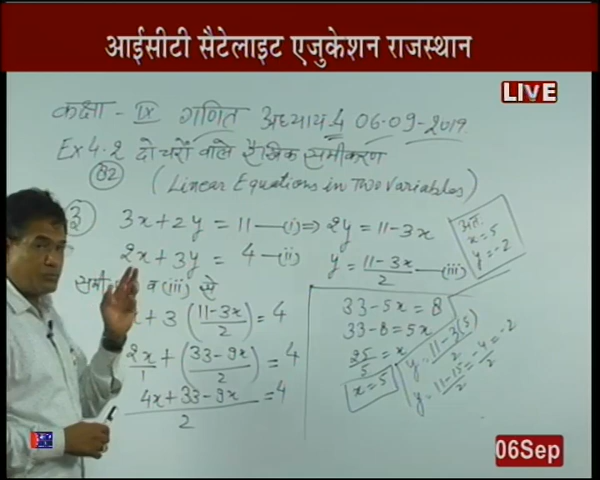 आईसीटी सैटेलाइट एजुकेशन राजस्थान
LIVE
कक्षा - IX गणित अध्याय 4 06-09-2019
Ex 4.2 दो चरों वाले रैखिक समीकरण
(Linear Equations in Two Variables)
③ 3x + 2y = 11 — (i) ⇒ 2y = 11 - 3x
2x + 3y = 4 — (ii)
y = 11 - 3x / 2 — (iii)
अतः
x = 5
y = -2
व (iii) से
+ 3 (11 - 3x / 2) = 4
2x / 1 + (33 - 9x / 2) = 4
4x + 33 - 9x / 2 = 4
33 - 5x = 8
33 - 8 = 5x
25 / 5 = x
x = 5
y = 11 - 3(5) / 2
y = 11 - 15 / 2 = -4 / 2 = -2
06Sep